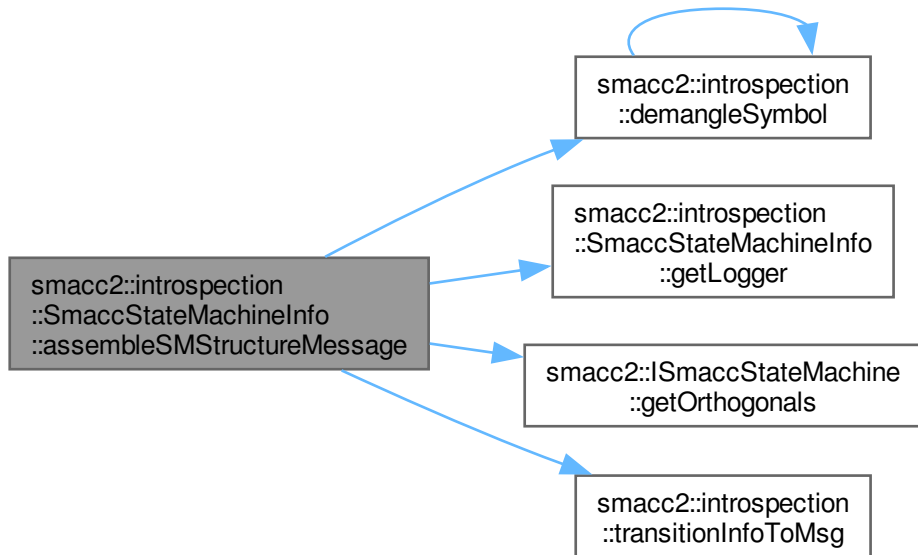 smacc2::introspection
::demangleSymbol
smacc2::introspection
::SmaccStateMachineInfo
::getLogger
smacc2::introspection
::SmaccStateMachineInfo
::assembleSMStructureMessage
smacc2::ISmaccStateMachine
::getOrthogonals
smacc2::introspection
::transitionInfoToMsg